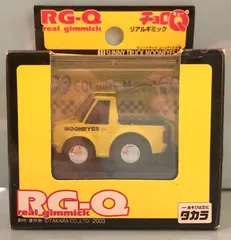 RG-Q
real gimmick
チョロQ
リアルギミック
SUNNY TRUCK MOONEYES
MOONEYES
RG-Q
real gimmick
©TAKARA CO.,LTD. 2003
タカラ